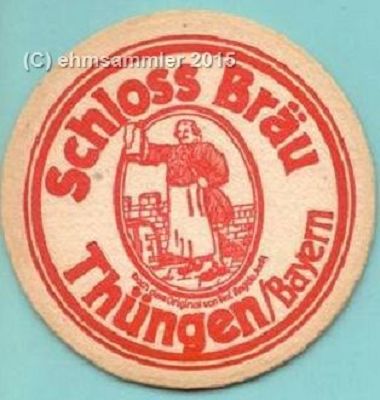 (C) ehmsammler 2015
Schloss Bräu
Thüngen/Bayern